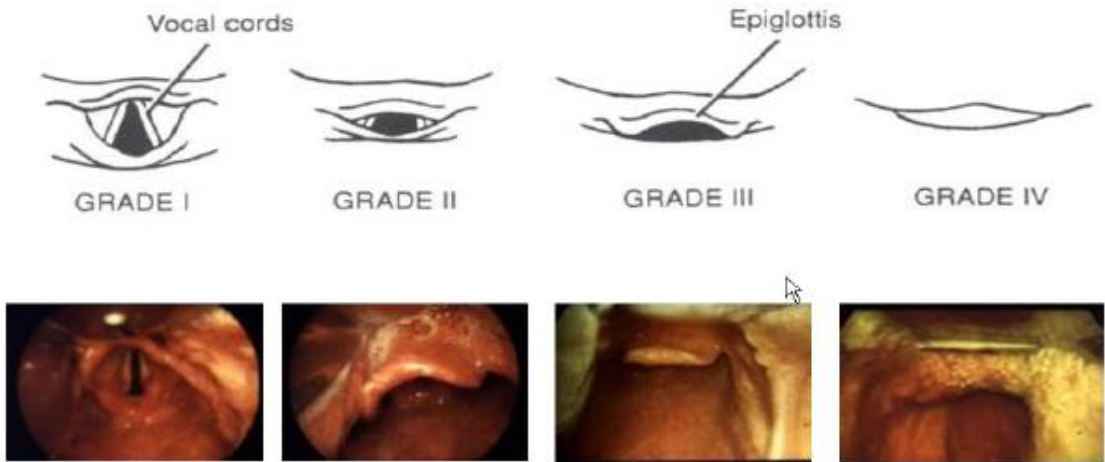 Vocal cords
Epiglottis
GRADE I
GRADE II
GRADE III
GRADE IV